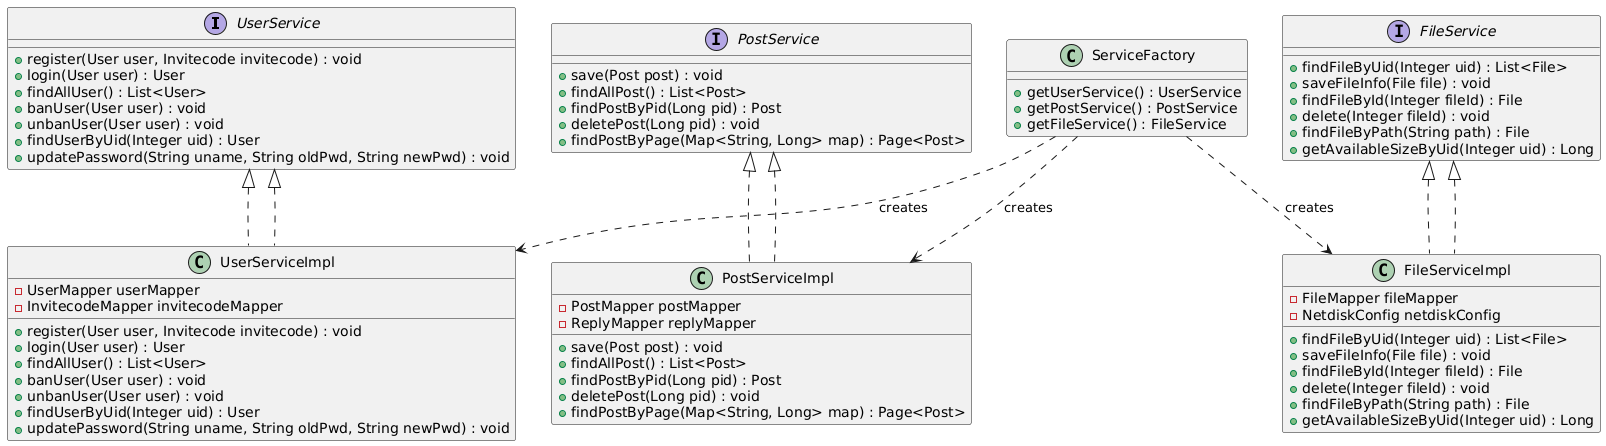 I UserService
+ register(User user, Invitecode invitecode) : void
login(User user) : User
findAllUser() : List<User>
banUser(User user) : void
unbanUser(User user) : void
findUserByUid(Integer uid) : User
updatePassword(String uname, String oldPwd, String newPwd) : void
I PostService
save(Post post) : void
findAllPost() : List<Post>
findPostByPid(Long pid) : Post
deletePost(Long pid) : void
findPostByPage(Map<String, Long> map) : Page<Post>
C ServiceFactory
getUserService() : UserService
getPostService() : PostService
getFileService() : FileService
I FileService
findFileByUid(Integer uid) : List<File>
saveFileInfo(File file) : void
findFileById(Integer fileId) : File
delete(Integer fileId) : void
findFileByPath(String path) : File
getAvailableSizeByUid(Integer uid) : Long
creates
creates
creates
C UserServiceImpl
UserMapper userMapper
InvitecodeMapper invitecodeMapper
register(User user, Invitecode invitecode) : void
login(User user) : User
findAllUser() : List<User>
banUser(User user) : void
unbanUser(User user) : void
findUserByUid(Integer uid) : User
updatePassword(String uname, String oldPwd, String newPwd) : void
C PostServiceImpl
PostMapper postMapper
ReplyMapper replyMapper
save(Post post) : void
findAllPost() : List<Post>
findPostByPid(Long pid) : Post
deletePost(Long pid) : void
findPostByPage(Map<String, Long> map) : Page<Post>
C FileServiceImpl
FileMapper fileMapper
NetdiskConfig netdiskConfig
findFileByUid(Integer uid) : List<File>
saveFileInfo(File file) : void
findFileById(Integer fileId) : File
delete(Integer fileId) : void
findFileByPath(String path) : File
getAvailableSizeByUid(Integer uid) : Long